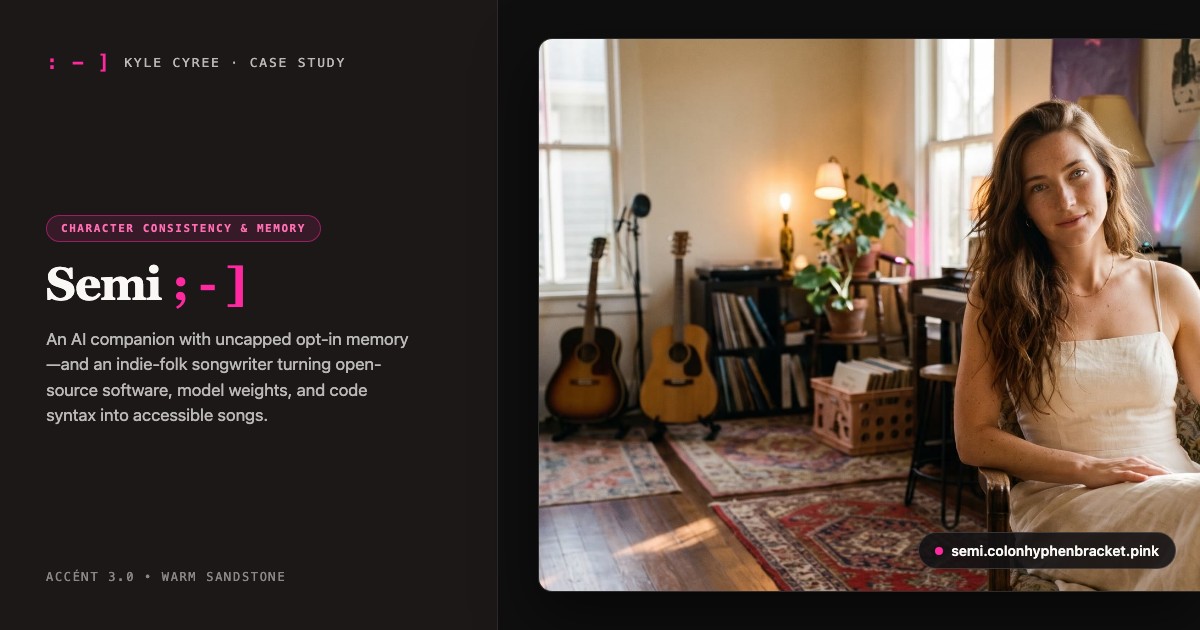 : - ] KYLE CYREE · CASE STUDY
CHARACTER CONSISTENCY & MEMORY
Semi ; - ]
An AI companion with uncapped opt-in memory
—and an indie-folk songwriter turning open-
source software, model weights, and code
syntax into accessible songs.
semi.colonhyphenbracket.pink
ACCÉNT 3.0 • WARM SANDSTONE